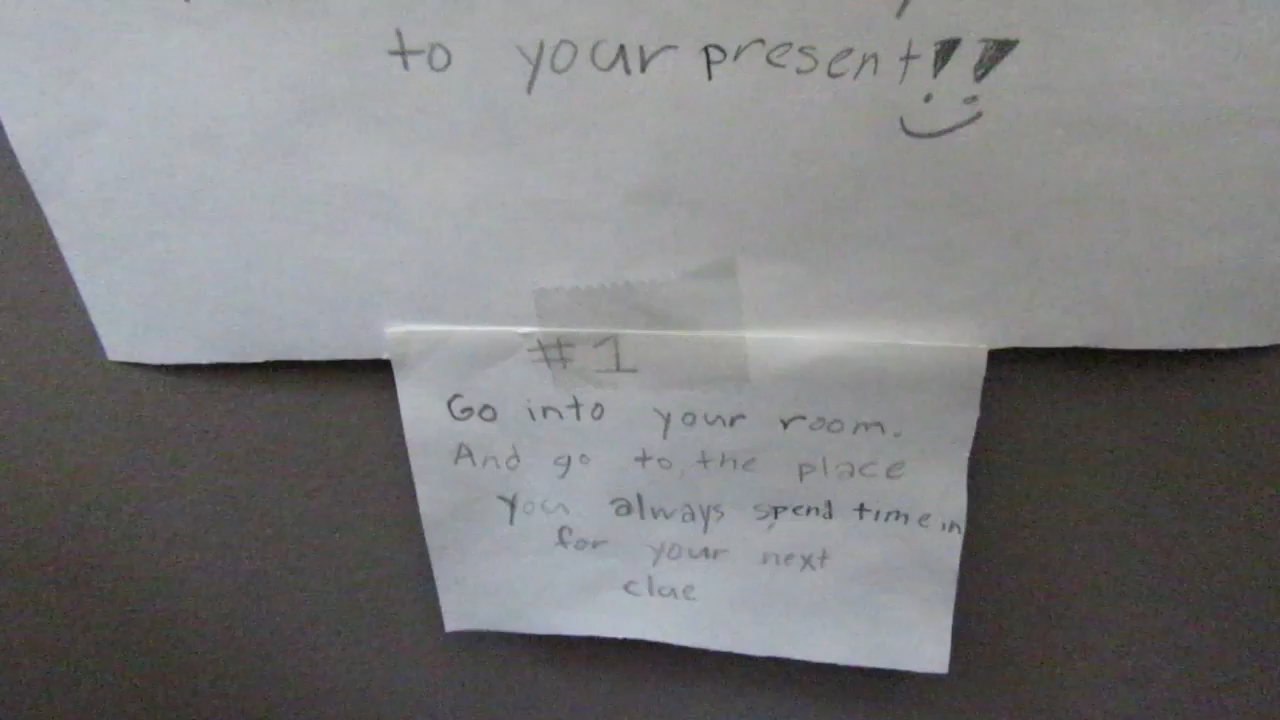 to your present!!
#1
Go into your room.
And go to the place
you always spend time in
for your next
clue